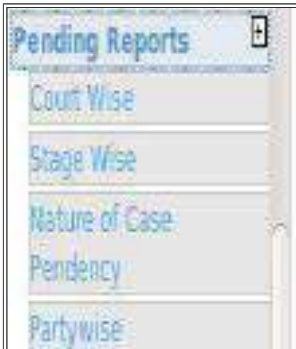 Pending Reports
Court Wise
Stage Wise
Nature of Case
Pendency
Partywise